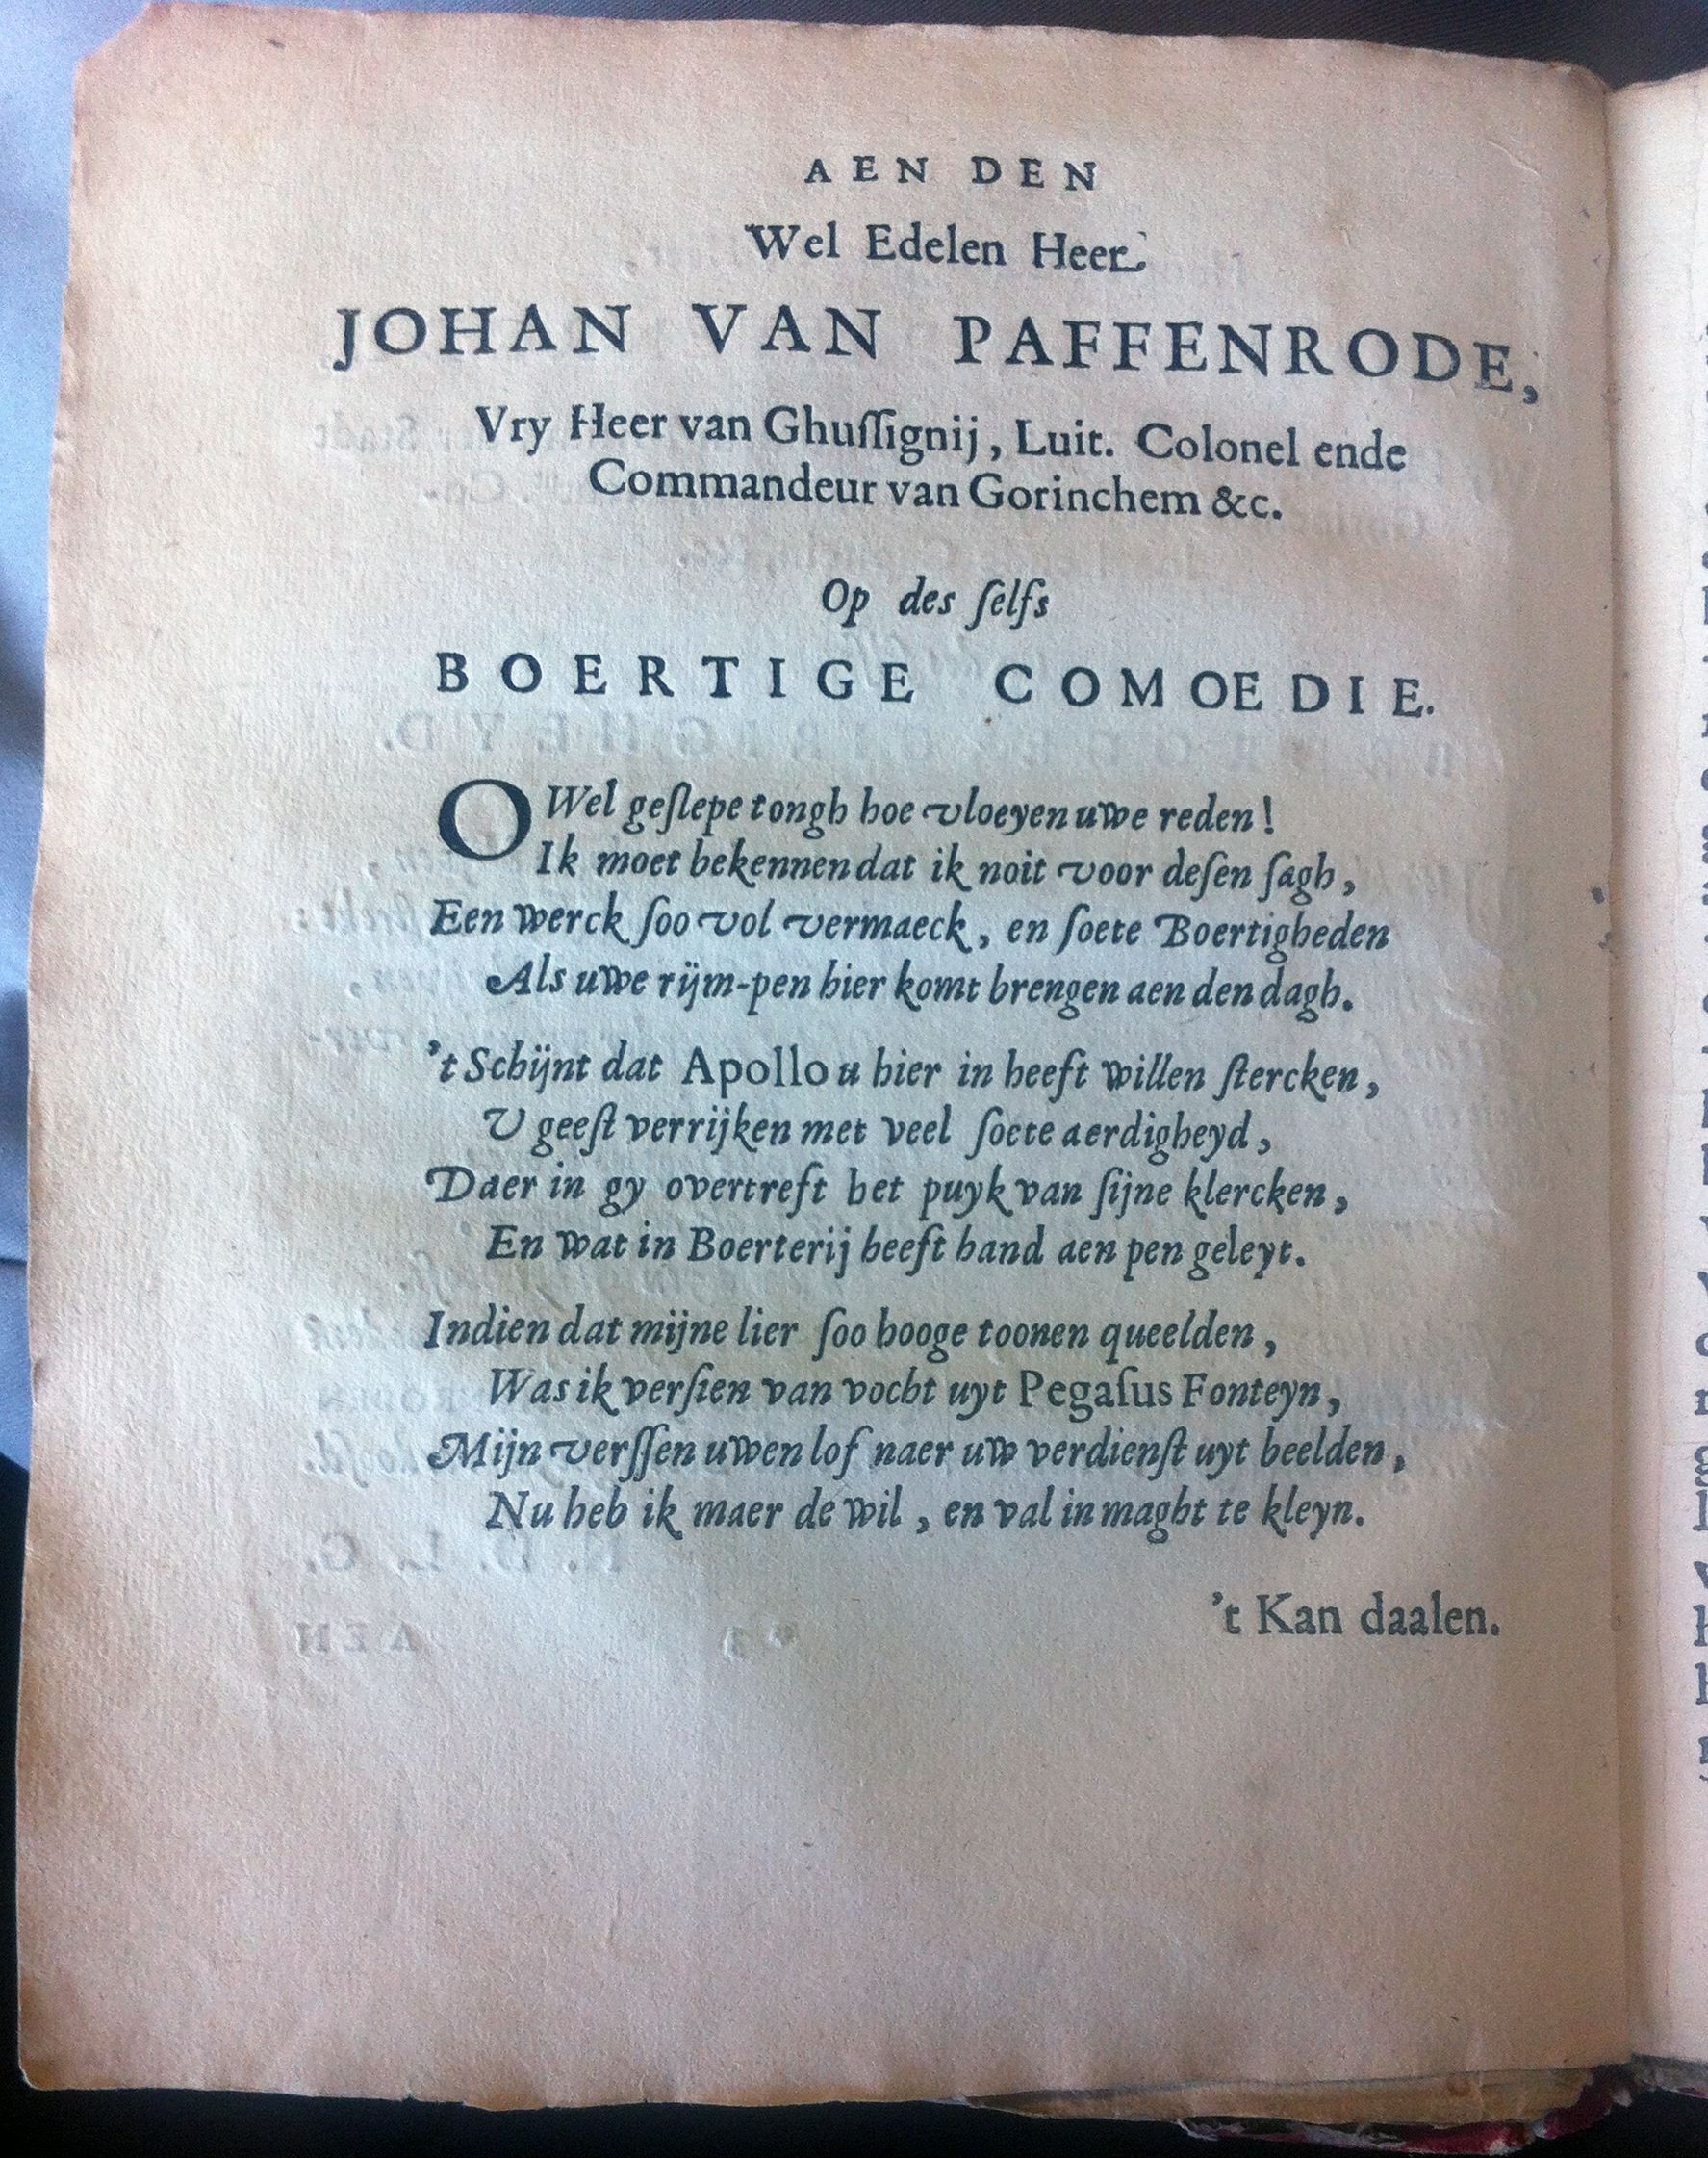 AEN DEN
Wel Edelen Heer
JOHAN VAN PAFFENRODE,
Vry Heer van Ghuſſignij, Luit. Colonel ende
Commandeur van Gorinchem &c.
Op des ſelfs
BOERTIGE COMOEDIE.
O Wel geſlepe tongh hoe vloeyen uwe reden!
Ik moet bekennen dat ik noit voor deſen ſagh,
Een werck ſoo vol vermaeck, en ſoete Boertigheden
Als uwe rijm-pen hier komt brengen aen den dagh.
't Schijnt dat Apollo u hier in heeft willen ſtercken,
U geeſt verrijken met veel ſoete aerdigheyd,
Daer in gy overtreft het puyk van ſijne klercken,
En wat in Boerterij heeft hand aen pen geleyt.
Indien dat mijne lier ſoo hooge toonen queelden,
Was ik verſien van vocht uyt Pegaſus Fonteyn,
Mijn verſſen uwen lof naer uw verdienſt uyt beelden,
Nu heb ik maer de wil, en val in maght te kleyn.
't Kan daalen.